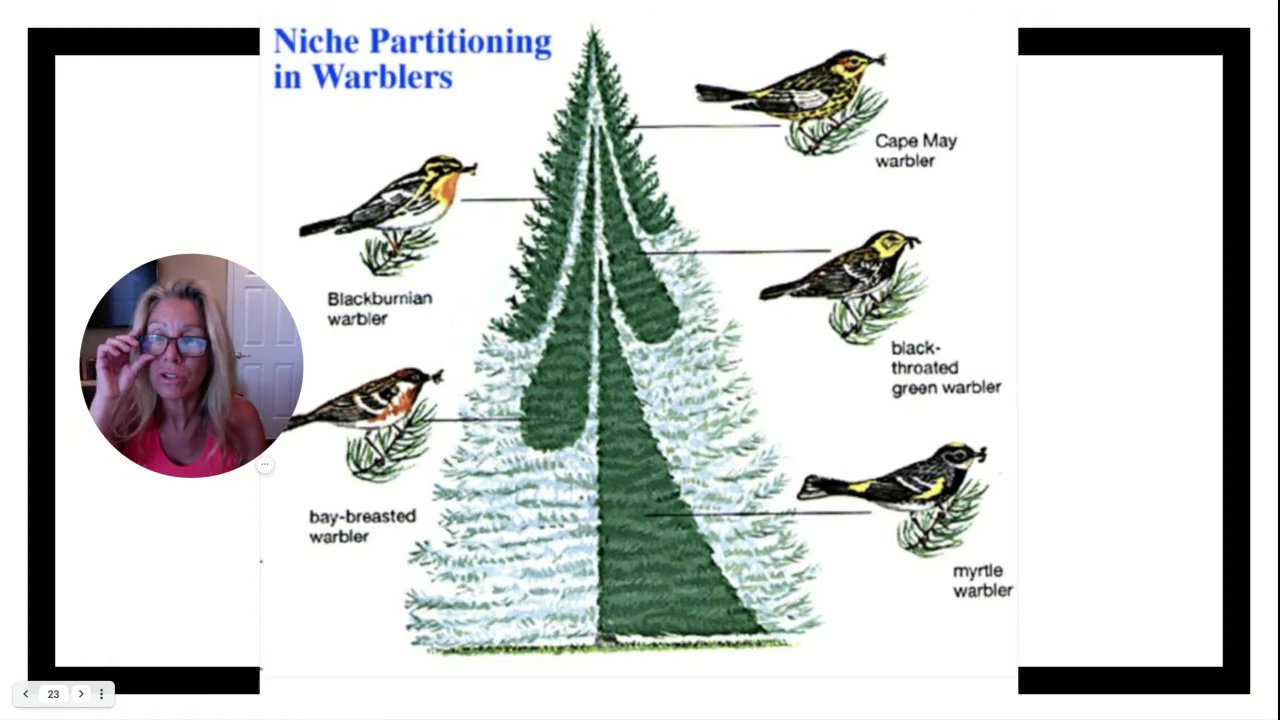 Niche Partitioning
in Warblers
Cape May
warbler
Blackburnian
warbler
black-
throated
green warbler
bay-breasted
warbler
myrtle
warbler
23